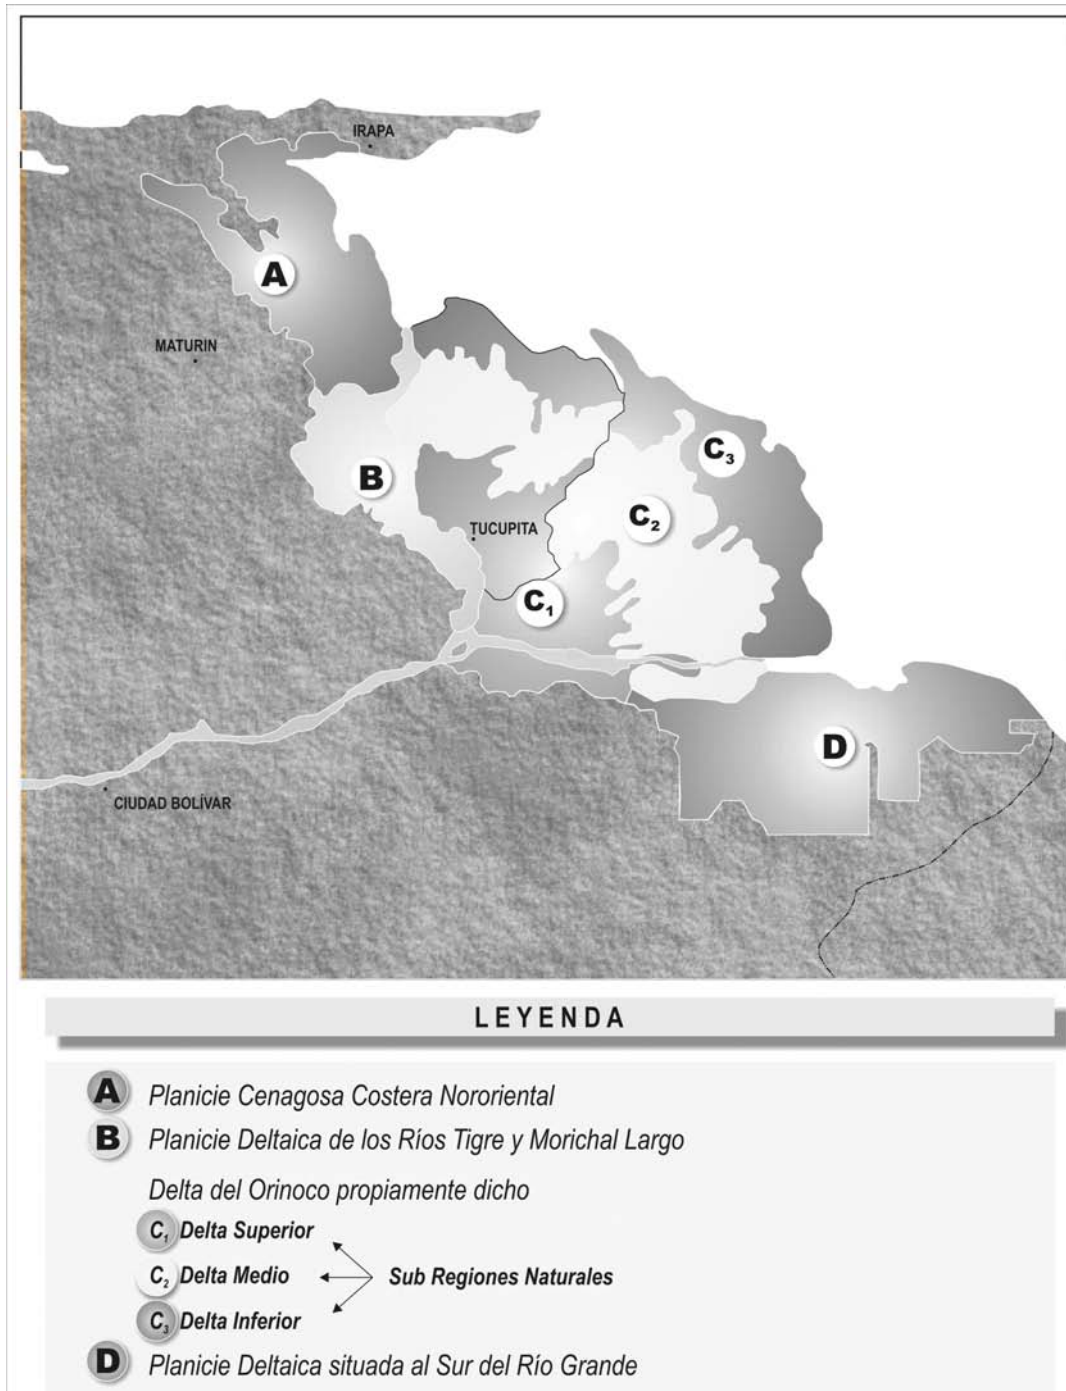 IRAPA
A
MATURIN
C3
B
C2
TUCUPITA
C1
D
CIUDAD BOLÍVAR
LEYENDA
A Planicie Cenagosa Costera Nororiental
B Planicie Deltaica de los Ríos Tigre y Morichal Largo
Delta del Orinoco propiamente dicho
C1 Delta Superior
C2 Delta Medio Sub Regiones Naturales
C3 Delta Inferior
D Planicie Deltaica situada al Sur del Río Grande